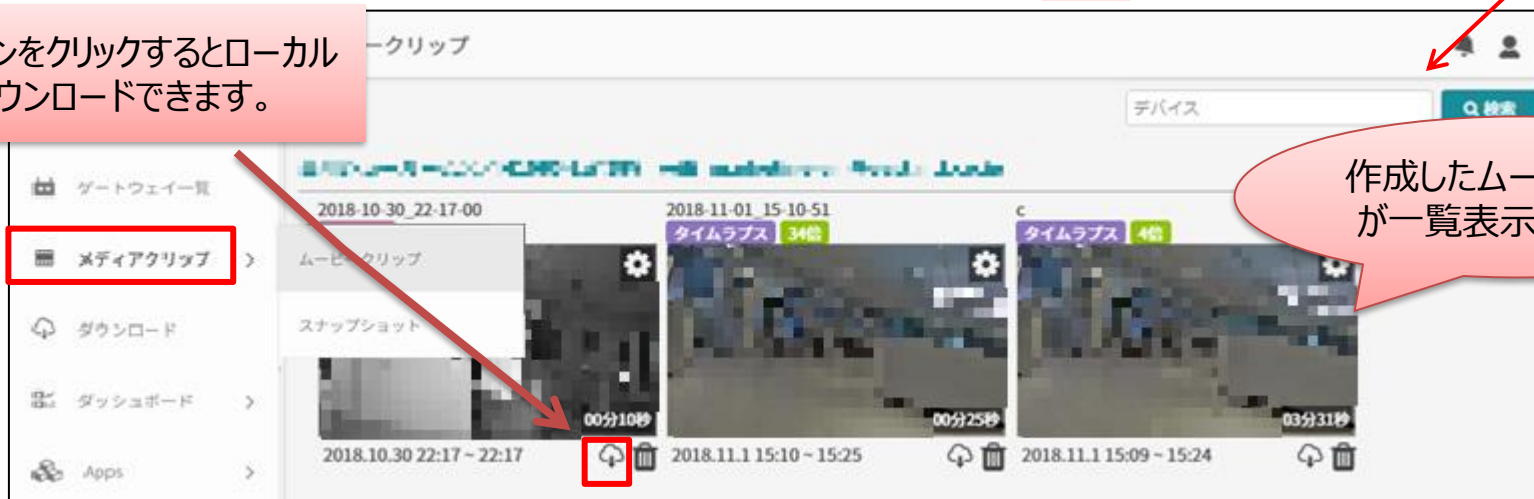 ンをクリックするとローカル
ウンロードできます。
ークリップ
デバイス
検索
作成したムー
が一覧表示
ゲートウェイ一覧
メディアクリップ
ムービークリップ
スナップショット
ダウンロード
ダッシュボード
Apps
2018-10-30_22-17-00
00分10秒
2018.10.30 22:17 ~ 22:17
2018-11-01_15-10-51
タイムラプス 34倍
00分25秒
2018.11.1 15:10 ~ 15:25
c
タイムラプス 4倍
03分31秒
2018.11.1 15:09 ~ 15:24